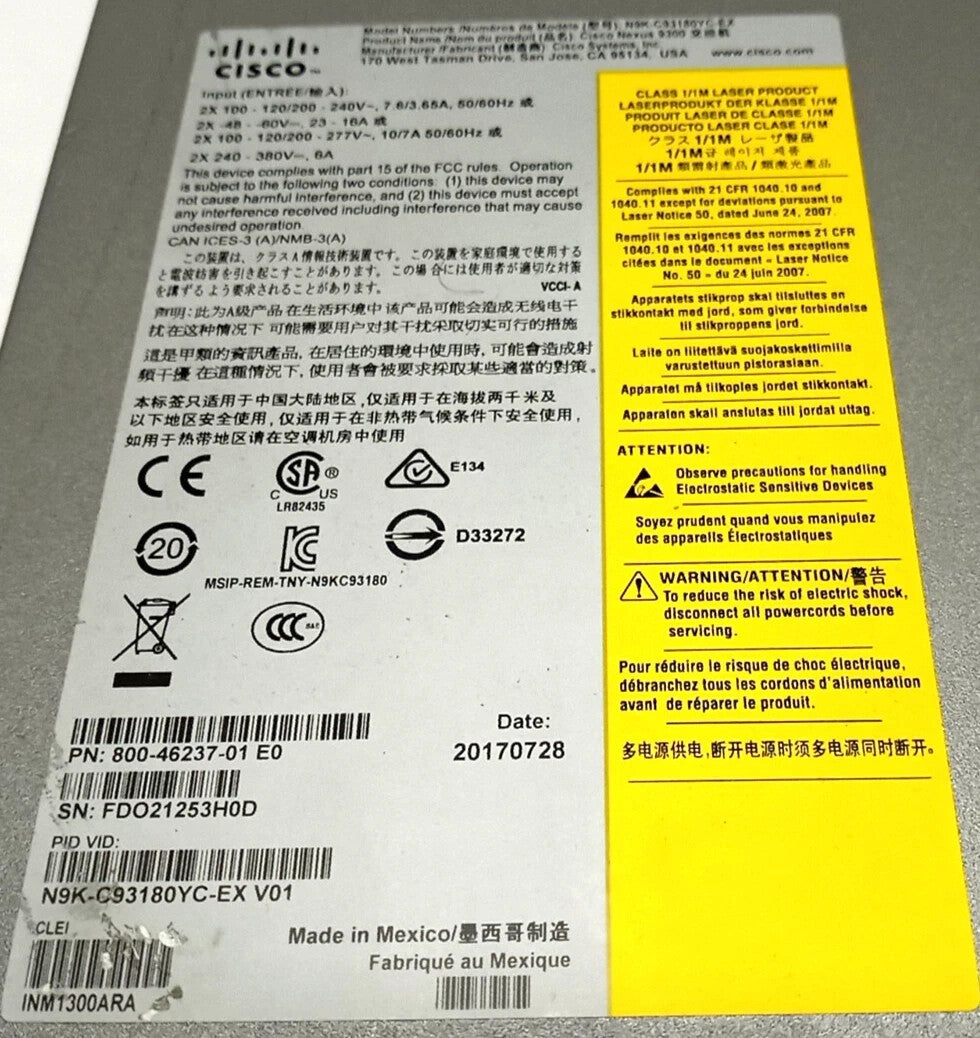 Model Numbers /Numéros de Modèle (型号): N9K-C93180YC-EX
Product Name /Nom du produit (品名): Cisco Nexus 9300 交换机
Manufacturer /Fabricant (制造商): Cisco Systems, Inc.
170 West Tasman Drive, San Jose, CA 95134, USA www.cisco.com
CISCO™
Input (ENTRÉE/输入):
2X 100 - 120/200 - 240V~, 7.6/3.65A, 50/60Hz 或
2X -48 - -60V⎓, 23 - 16A 或
2X 100 - 120/200 - 277V~, 10/7A 50/60Hz 或
2X 240 - 380V⎓, 6A
This device complies with part 15 of the FCC rules. Operation
is subject to the following two conditions: (1) this device may
not cause harmful interference, and (2) this device must accept
any interference received including interference that may cause
undesired operation.
CAN ICES-3 (A)/NMB-3(A)
この装置は、クラスA情報技術装置です。この装置を家庭環境で使用する
と電波妨害を引き起こすことがあります。この場合には使用者が適切な対策
を講ずるよう要求されることがあります。 VCCI-A
声明:此为A级产品 在生活环境中 该产品可能会造成无线电干
扰在这种情况下 可能需要用户对其干扰采取切实可行的措施
這是甲類的資訊產品, 在居住的環境中使用時, 可能會造成射
頻干擾 在這種情況下, 使用者會被要求採取某些適當的對策。
本标签只适用于中国大陆地区,仅适用于在海拔两千米及
以下地区安全使用, 仅适用于在非热带气候条件下安全使用,
如用于热带地区请在空调机房中使用
CE
SA ®
C US
LR82435
E134
20
KC
D33272
MSIP-REM-TNY-N9KC93180
CCC S&E
PN: 800-46237-01 E0
Date:
20170728
SN: FDO21253H0D
PID VID:
N9K-C93180YC-EX V01
CLEI
INM1300ARA
Made in Mexico/墨西哥制造
Fabriqué au Mexique
CLASS 1/1M LASER PRODUCT
LASERPRODUKT DER KLASSE 1/1M
PRODUIT LASER DE CLASSE 1/1M
PRODUCTO LASER CLASE 1/1M
クラス 1/1M レーザ製品
1/1M급 레이저 제품
1/1M 類雷射產品 / 類激光產品
Complies with 21 CFR 1040.10 and
1040.11 except for deviations pursuant to
Laser Notice 50, dated June 24, 2007.
Remplit les exigences des normes 21 CFR
1040.10 et 1040.11 avec les exceptions
citées dans le document « Laser Notice
No. 50 » du 24 juin 2007.
Apparatets stikprop skal tilsluttes en
stikkontakt med jord, som giver forbindelse
til stikproppens jord.
Laite on liitettävä suojakoskettimilla
varustettuun pistorasiaan.
Apparatet må tilkoples jordet stikkontakt.
Apparaten skall anslutas till jordat uttag.
ATTENTION:
Observe precautions for handling
Electrostatic Sensitive Devices
Soyez prudent quand vous manipulez
des appareils Électrostatiques
WARNING/ATTENTION/警告
To reduce the risk of electric shock,
disconnect all powercords before
servicing.
Pour réduire le risque de choc électrique,
débranchez tous les cordons d'alimentation
avant de réparer le produit.
多电源供电,断开电源时须多电源同时断开。